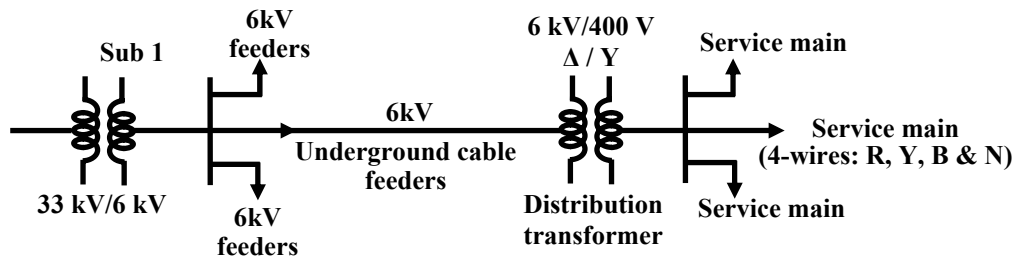 Sub 1
33 kV/6 kV
6kV
feeders
6kV
feeders
6kV
Underground cable
feeders
6 kV/400 V
Δ / Y
Distribution
transformer
Service main
Service main
(4-wires: R, Y, B & N)
Service main